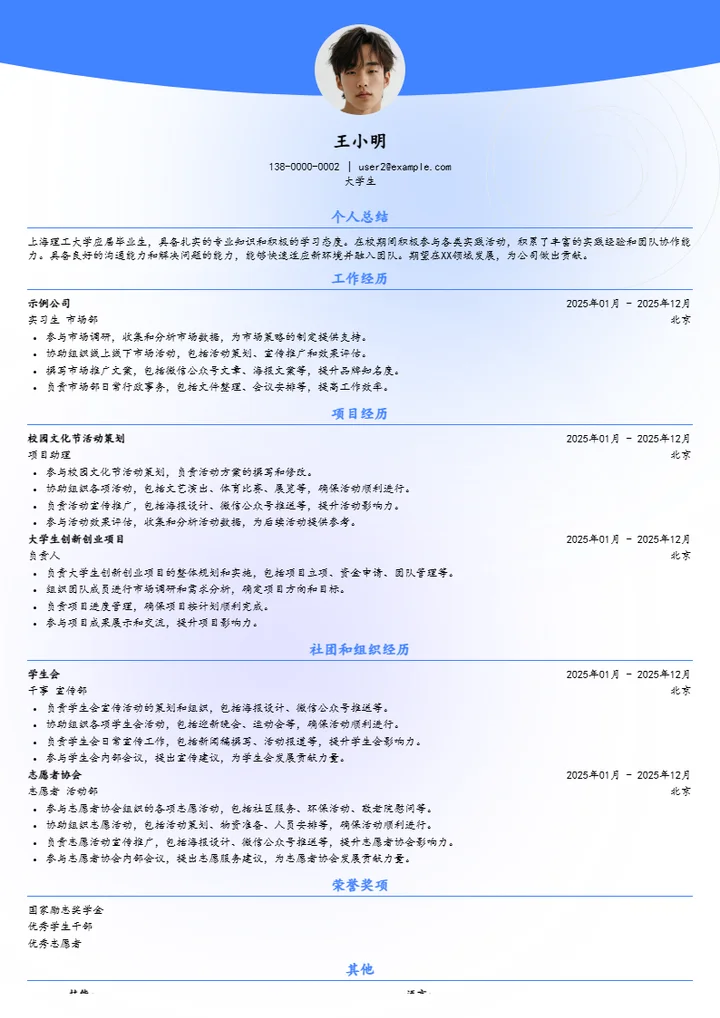 王小明
138-0000-0002 | user2@example.com
大学生
个人总结
上海理工大学应届毕业生，具备扎实的专业知识和积极的学习态度。在校期间积极参与各类实践活动，积累了丰富的实践经验和团队协作能
力。具备良好的沟通能力和解决问题的能力，能够快速适应新环境并融入团队。期望在XX领域发展，为公司做出贡献。
工作经历
示例公司 2025年01月 - 2025年12月
实习生 市场部 北京
• 参与市场调研，收集和分析市场数据，为市场策略的制定提供支持。
• 协助组织线上线下市场活动，包括活动策划、宣传推广和效果评估。
• 撰写市场推广文案，包括微信公众号文章、海报文案等，提升品牌知名度。
• 负责市场部日常行政事务，包括文件整理、会议安排等，提高工作效率。
项目经历
校园文化节活动策划 2025年01月 - 2025年12月
项目助理 北京
• 参与校园文化节活动策划，负责活动方案的撰写和修改。
• 协助组织各项活动，包括文艺演出、体育比赛、展览等，确保活动顺利进行。
• 负责活动宣传推广，包括海报设计、微信公众号推送等，提升活动影响力。
• 参与活动效果评估，收集和分析活动数据，为后续活动提供参考。
大学生创新创业项目 2025年01月 - 2025年12月
负责人 北京
• 负责大学生创新创业项目的整体规划和实施，包括项目立项、资金申请、团队管理等。
• 组织团队成员进行市场调研和需求分析，确定项目方向和目标。
• 负责项目进度管理，确保项目按计划顺利完成。
• 参与项目成果展示和交流，提升项目影响力。
社团和组织经历
学生会 2025年01月 - 2025年12月
干事 宣传部 北京
• 负责学生会宣传活动的策划和组织，包括海报设计、微信公众号推送等。
• 协助组织各项学生会活动，包括迎新晚会、运动会等，确保活动顺利进行。
• 负责学生会日常宣传工作，包括新闻稿撰写、活动报道等，提升学生会影响力。
• 参与学生会内部会议，提出宣传建议，为学生会发展贡献力量。
志愿者协会 2025年01月 - 2025年12月
志愿者 活动部 北京
• 参与志愿者协会组织的各项志愿活动，包括社区服务、环保活动、敬老院慰问等。
• 协助组织志愿活动，包括活动策划、物资准备、人员安排等，确保活动顺利进行。
• 负责志愿活动宣传推广，包括海报设计、微信公众号推送等，提升志愿者协会影响力。
• 参与志愿者协会内部会议，提出志愿服务建议，为志愿者协会发展贡献力量。
荣誉奖项
国家励志奖学金
优秀学生干部
优秀志愿者
其他